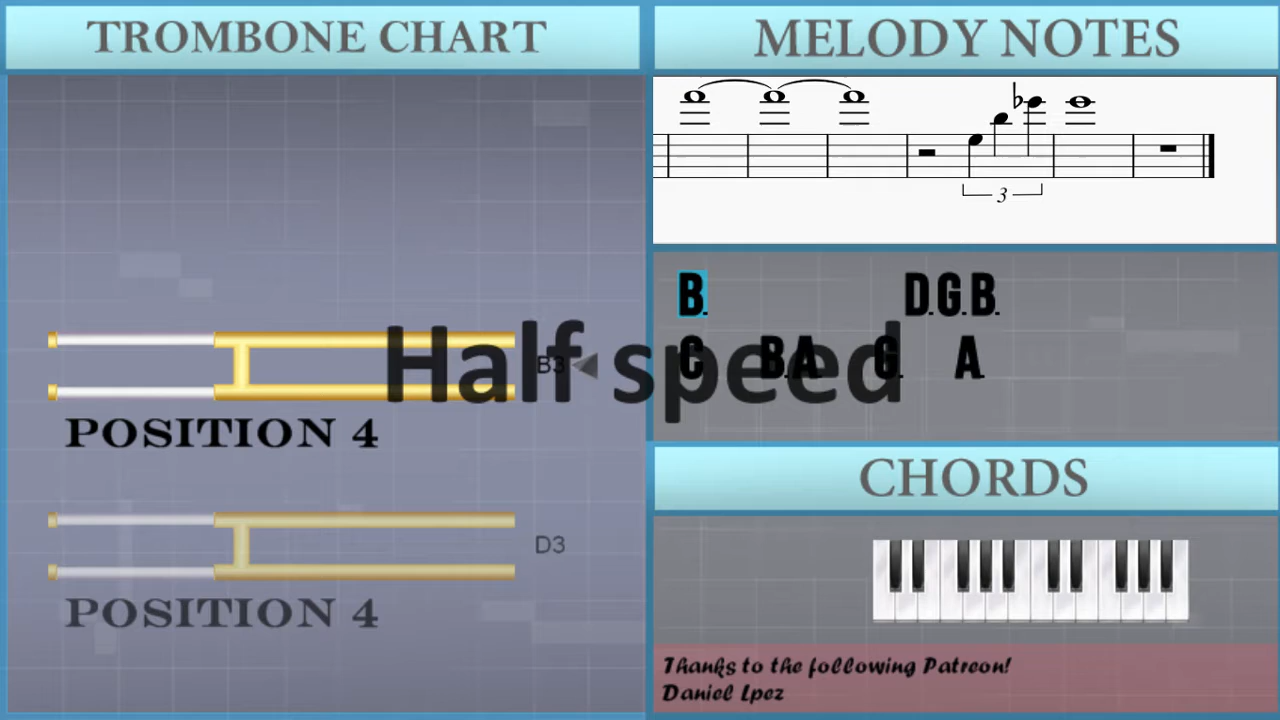 TROMBONE CHART
MELODY NOTES
3
B. D.G.B.
C B.A. G. A.
Half speed
B3
POSITION 4
D3
POSITION 4
CHORDS
Thanks to the following Patreon!
Daniel Lpez